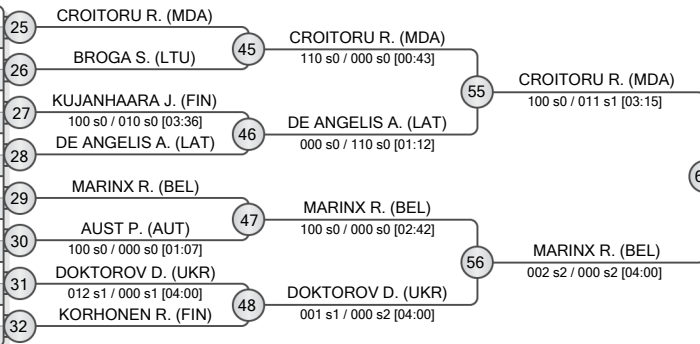 25
CROITORU R. (MDA)
26
BROGA S. (LTU)
45
CROITORU R. (MDA)
110 s0 / 000 s0 [00:43]
27
KUJANHAARA J. (FIN)
100 s0 / 010 s0 [03:36]
28
DE ANGELIS A. (LAT)
46
DE ANGELIS A. (LAT)
000 s0 / 110 s0 [01:12]
55
CROITORU R. (MDA)
100 s0 / 011 s1 [03:15]
29
MARINX R. (BEL)
30
AUST P. (AUT)
100 s0 / 000 s0 [01:07]
47
MARINX R. (BEL)
100 s0 / 000 s0 [02:42]
31
DOKTOROV D. (UKR)
012 s1 / 000 s1 [04:00]
32
KORHONEN R. (FIN)
48
DOKTOROV D. (UKR)
001 s1 / 000 s2 [04:00]
56
MARINX R. (BEL)
002 s2 / 000 s2 [04:00]